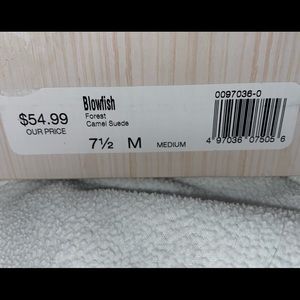 Blowfish
Forest
Camel Suede
$54.99
OUR PRICE
7½ M MEDIUM
0097036-0
4 97036 07505 6